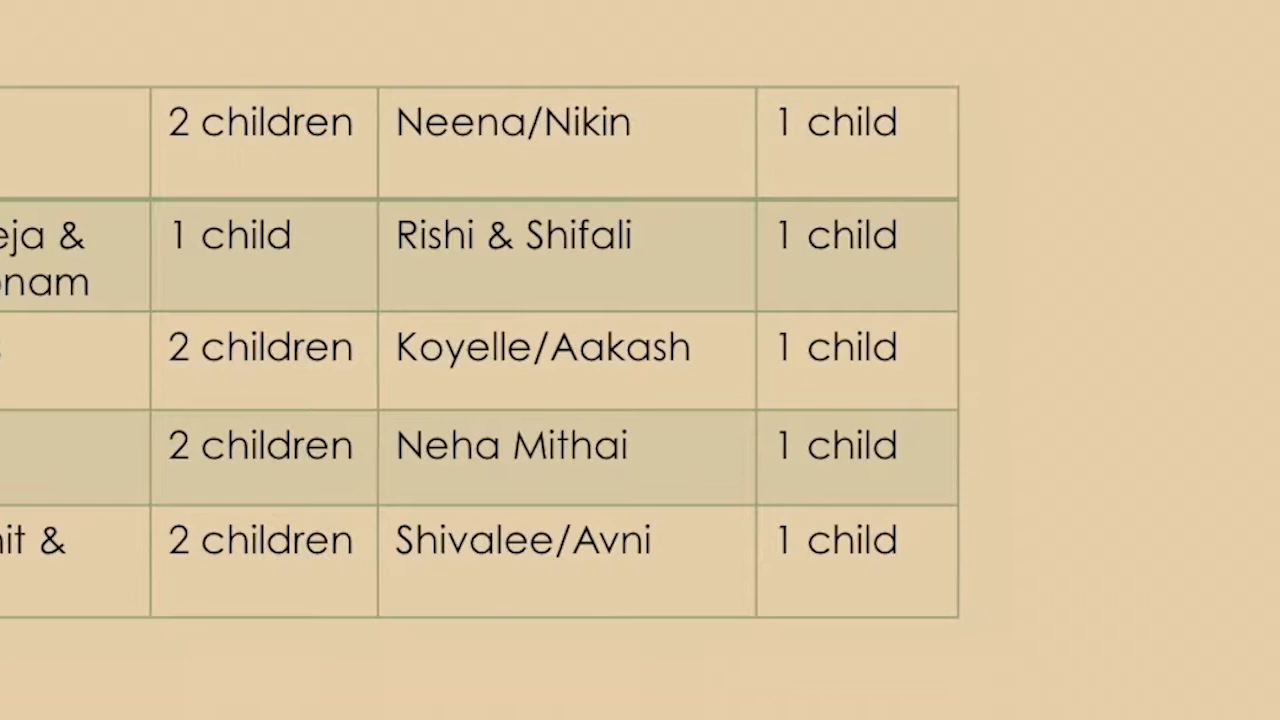 2 children Neena/Nikin 1 child
& 1 child Rishi & Shifali 1 child
2 children Koyelle/Aakash 1 child
2 children Neha Mithai 1 child
& 2 children Shivalee/Avni 1 child